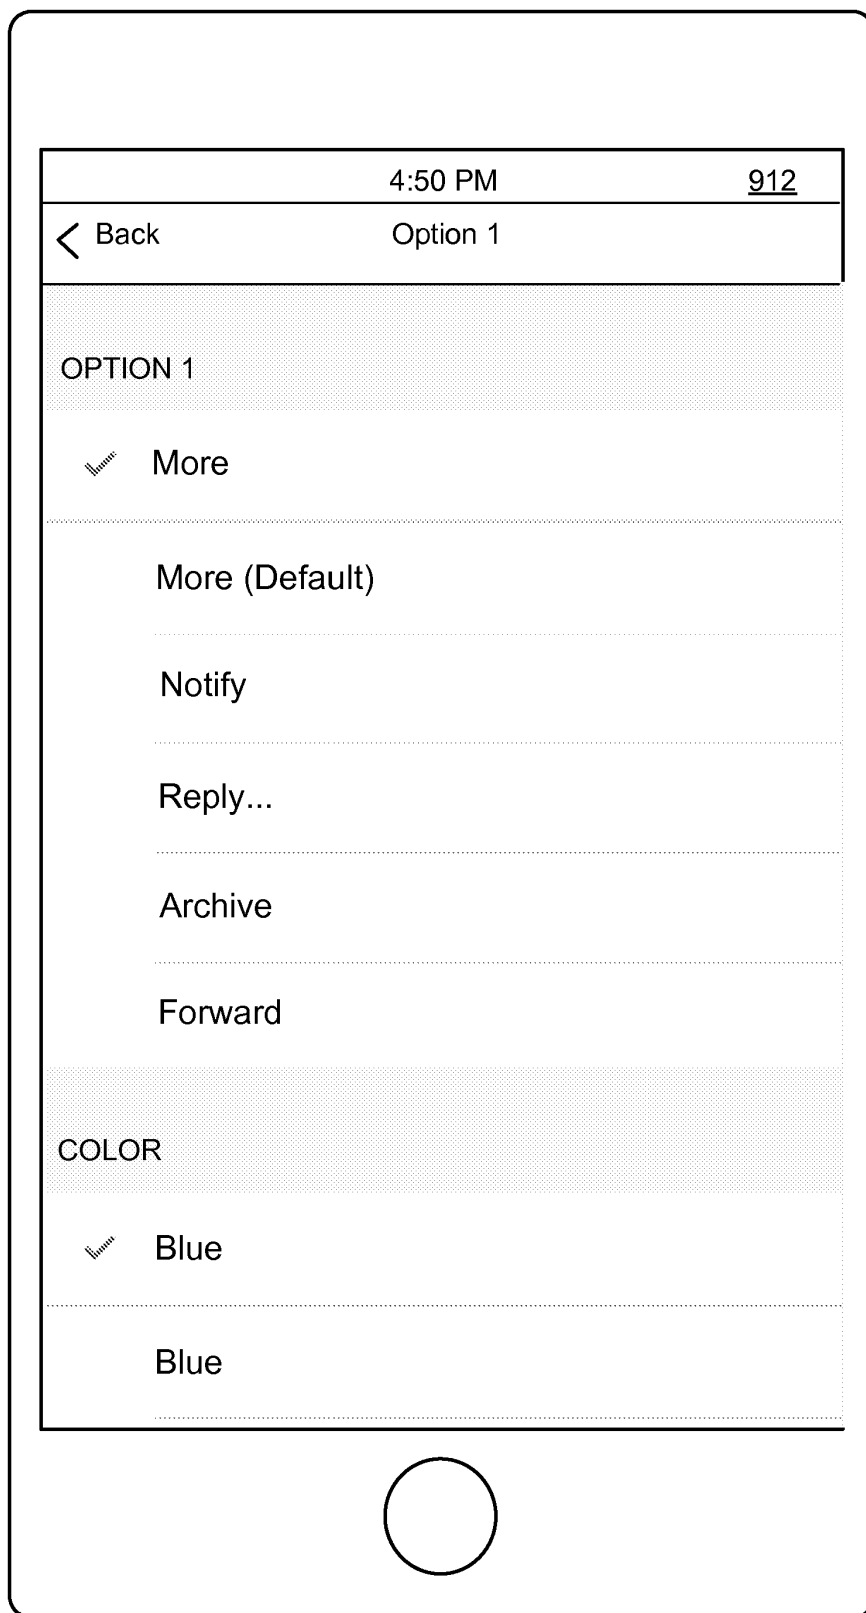 4:50 PM 912
Back Option 1
OPTION 1
More
More (Default)
Notify
Reply...
Archive
Forward
COLOR
Blue
Blue